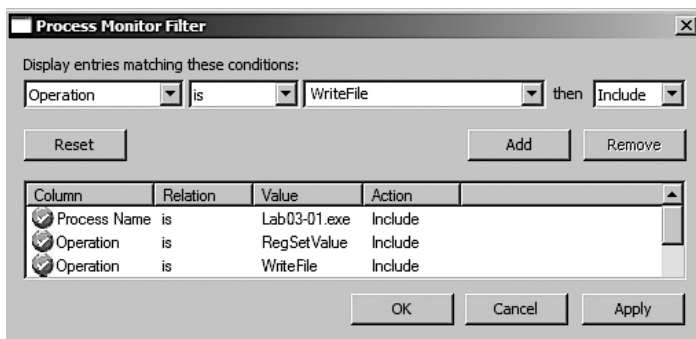 Process Monitor Filter
Display entries matching these conditions:
Operation is WriteFile then Include
Reset Add Remove
Column Relation Value Action
Process Name is Lab03-01.exe Include
Operation is RegSetValue Include
Operation is WriteFile Include
OK Cancel Apply